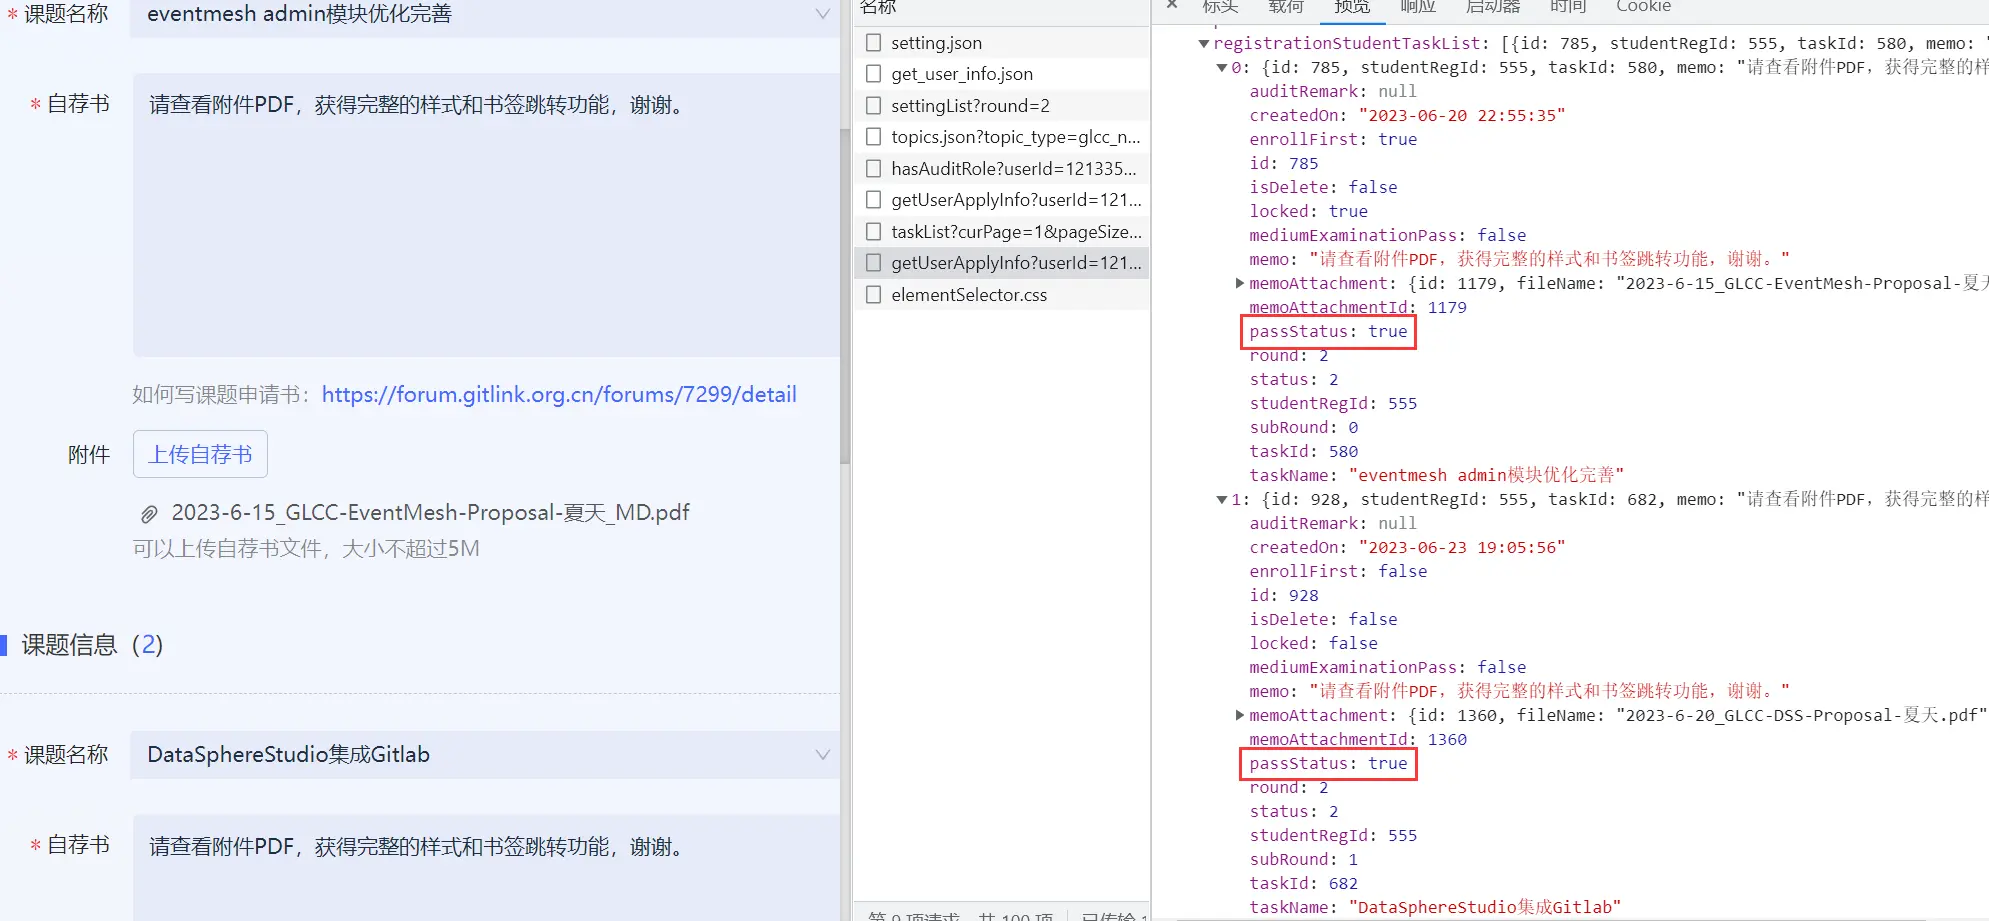 * 课题名称 eventmesh admin模块优化完善
* 自荐书 请查看附件PDF，获得完整的样式和书签跳转功能，谢谢。
如何写课题申请书：https://forum.gitlink.org.cn/forums/7299/detail
附件 上传自荐书
2023-6-15_GLCC-EventMesh-Proposal-夏天_MD.pdf
可以上传自荐书文件，大小不超过5M
课题信息（2）
* 课题名称 DataSphereStudio集成Gitlab
* 自荐书 请查看附件PDF，获得完整的样式和书签跳转功能，谢谢。
名称
setting.json
get_user_info.json
settingList?round=2
topics.json?topic_type=glcc_n...
hasAuditRole?userId=121335...
getUserApplyInfo?userId=121...
taskList?curPage=1&pageSize...
getUserApplyInfo?userId=121...
elementSelector.css
第 9 项请求，共 100 项 已传输 1
× 标头 载荷 预览 响应 启动器 时间 Cookie
▼registrationStudentTaskList: [{id: 785, studentRegId: 555, taskId: 580, memo: "
▼0: {id: 785, studentRegId: 555, taskId: 580, memo: "请查看附件PDF，获得完整的样
auditRemark: null
createdOn: "2023-06-20 22:55:35"
enrollFirst: true
id: 785
isDelete: false
locked: true
mediumExaminationPass: false
memo: "请查看附件PDF，获得完整的样式和书签跳转功能，谢谢。"
▶memoAttachment: {id: 1179, fileName: "2023-6-15_GLCC-EventMesh-Proposal-夏天
memoAttachmentId: 1179
passStatus: true
round: 2
status: 2
studentRegId: 555
subRound: 0
taskId: 580
taskName: "eventmesh admin模块优化完善"
▼1: {id: 928, studentRegId: 555, taskId: 682, memo: "请查看附件PDF，获得完整的样
auditRemark: null
createdOn: "2023-06-23 19:05:56"
enrollFirst: false
id: 928
isDelete: false
locked: false
mediumExaminationPass: false
memo: "请查看附件PDF，获得完整的样式和书签跳转功能，谢谢。"
▶memoAttachment: {id: 1360, fileName: "2023-6-20_GLCC-DSS-Proposal-夏天.pdf"
memoAttachmentId: 1360
passStatus: true
round: 2
status: 2
studentRegId: 555
subRound: 1
taskId: 682
taskName: "DataSphereStudio集成Gitlab"